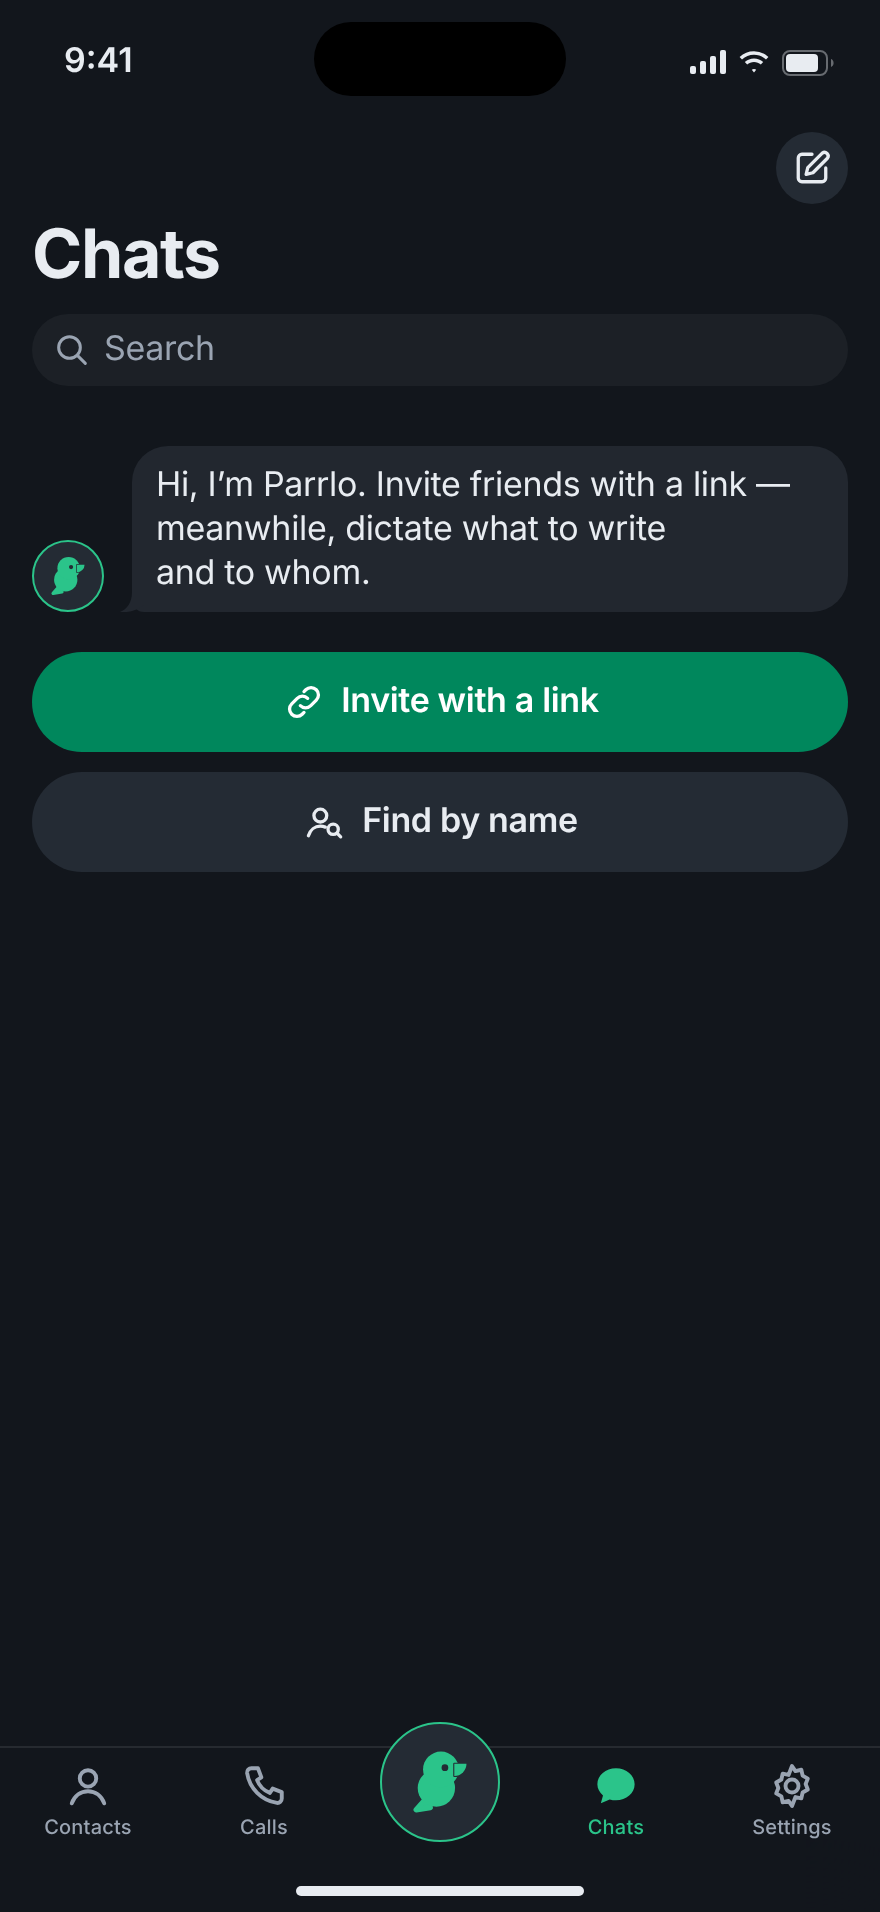 9:41
Chats
Search
Hi, I’m Parrlo. Invite friends with a link —
meanwhile, dictate what to write
and to whom.
Invite with a link
Find by name
Contacts
Calls
Chats
Settings